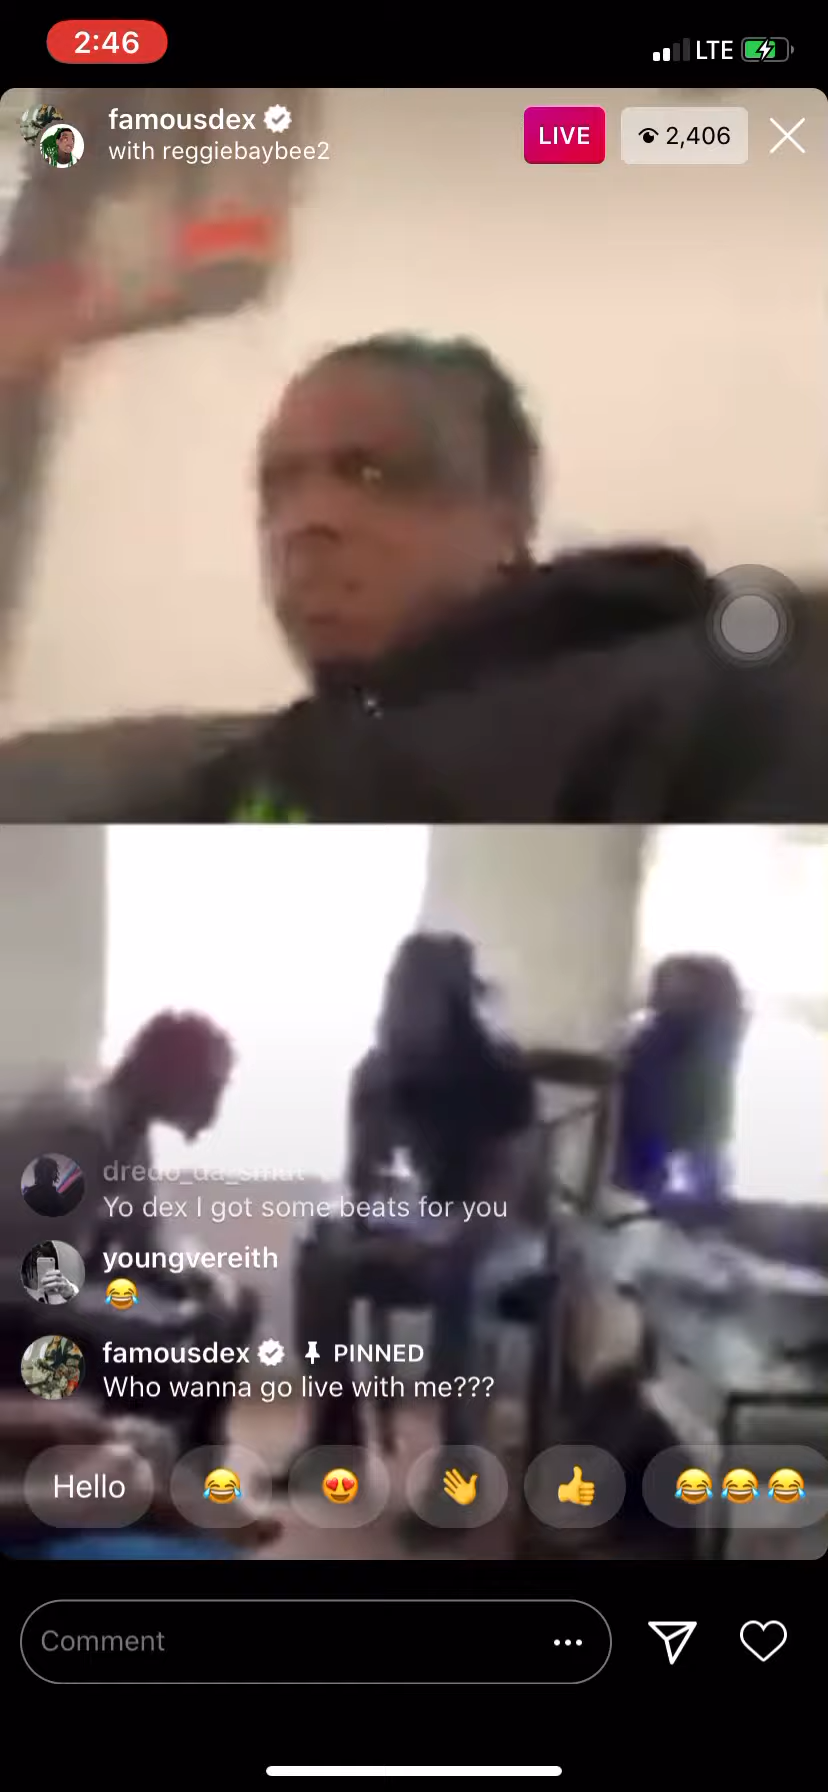 2:46
LTE
famousdex
with reggiebaybee2
LIVE
2,406
dredo_da_smut
Yo dex I got some beats for you
youngvereith
😂
famousdex PINNED
Who wanna go live with me???
Hello 😂 😍 👋 👍 😂😂😂
Comment